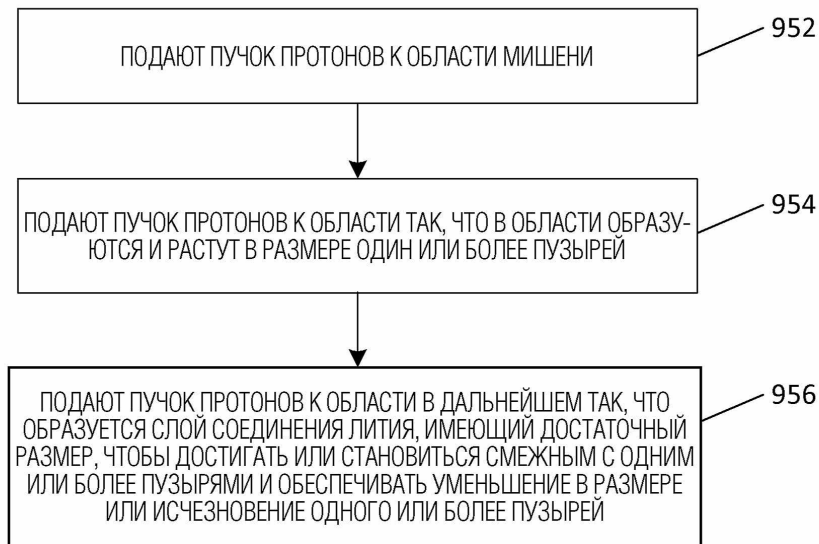 ПОДАЮТ ПУЧОК ПРОТОНОВ К ОБЛАСТИ МИШЕНИ
952
ПОДАЮТ ПУЧОК ПРОТОНОВ К ОБЛАСТИ ТАК, ЧТО В ОБЛАСТИ ОБРАЗУ-
ЮТСЯ И РАСТУТ В РАЗМЕРЕ ОДИН ИЛИ БОЛЕЕ ПУЗЫРЕЙ
954
ПОДАЮТ ПУЧОК ПРОТОНОВ К ОБЛАСТИ В ДАЛЬНЕЙШЕМ ТАК, ЧТО
ОБРАЗУЕТСЯ СЛОЙ СОЕДИНЕНИЯ ЛИТИЯ, ИМЕЮЩИЙ ДОСТАТОЧНЫЙ
РАЗМЕР, ЧТОБЫ ДОСТИГАТЬ ИЛИ СТАНОВИТЬСЯ СМЕЖНЫМ С ОДНИМ
ИЛИ БОЛЕЕ ПУЗЫРЯМИ И ОБЕСПЕЧИВАТЬ УМЕНЬШЕНИЕ В РАЗМЕРЕ
ИЛИ ИСЧЕЗНОВЕНИЕ ОДНОГО ИЛИ БОЛЕЕ ПУЗЫРЕЙ
956